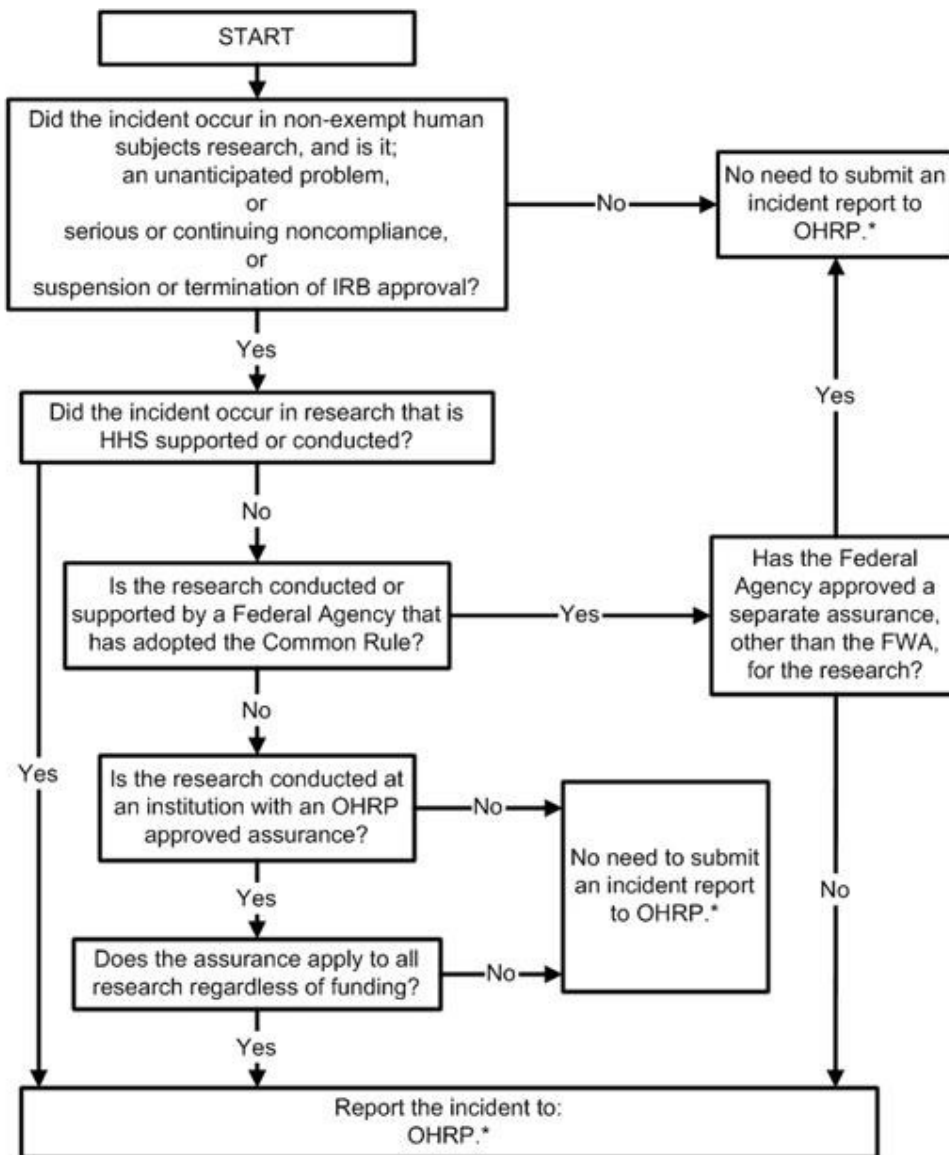 START
Did the incident occur in non-exempt human
subjects research, and is it;
an unanticipated problem,
or
serious or continuing noncompliance,
or
suspension or termination of IRB approval?
No
No need to submit an
incident report to
OHRP.*
Yes
Yes
Did the incident occur in research that is
HHS supported or conducted?
No
Is the research conducted or
supported by a Federal Agency that
has adopted the Common Rule?
Yes
Has the Federal
Agency approved a
separate assurance,
other than the FWA,
for the research?
No
Yes
Is the research conducted at
an institution with an OHRP
approved assurance?
No
No need to submit
an incident report
to OHRP.*
No
Yes
Does the assurance apply to all
research regardless of funding?
No
Yes
Report the incident to:
OHRP.*